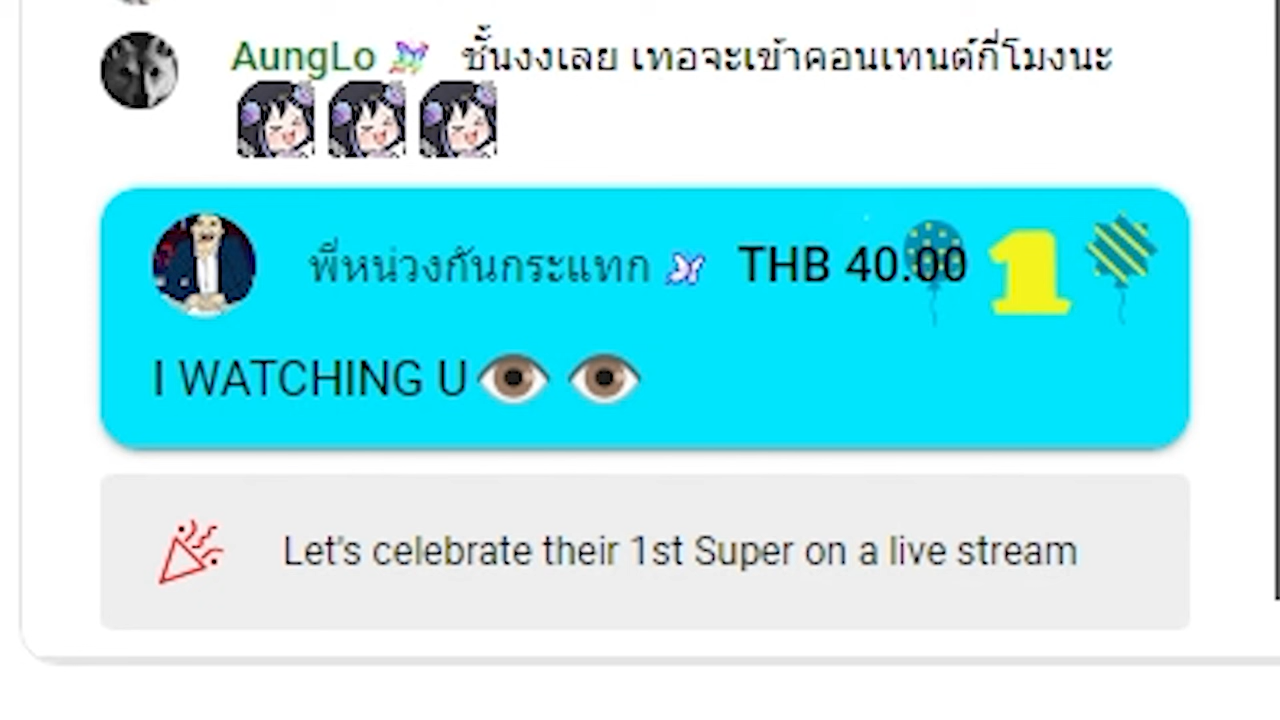 AungLo ชั้นงงเลย เทอจะเข้าคอนเทนต์กี่โมงนะ
พี่หน่วงกันกระแทก THB 40.00 1
I WATCHING U👁️ 👁️
Let's celebrate their 1st Super on a live stream